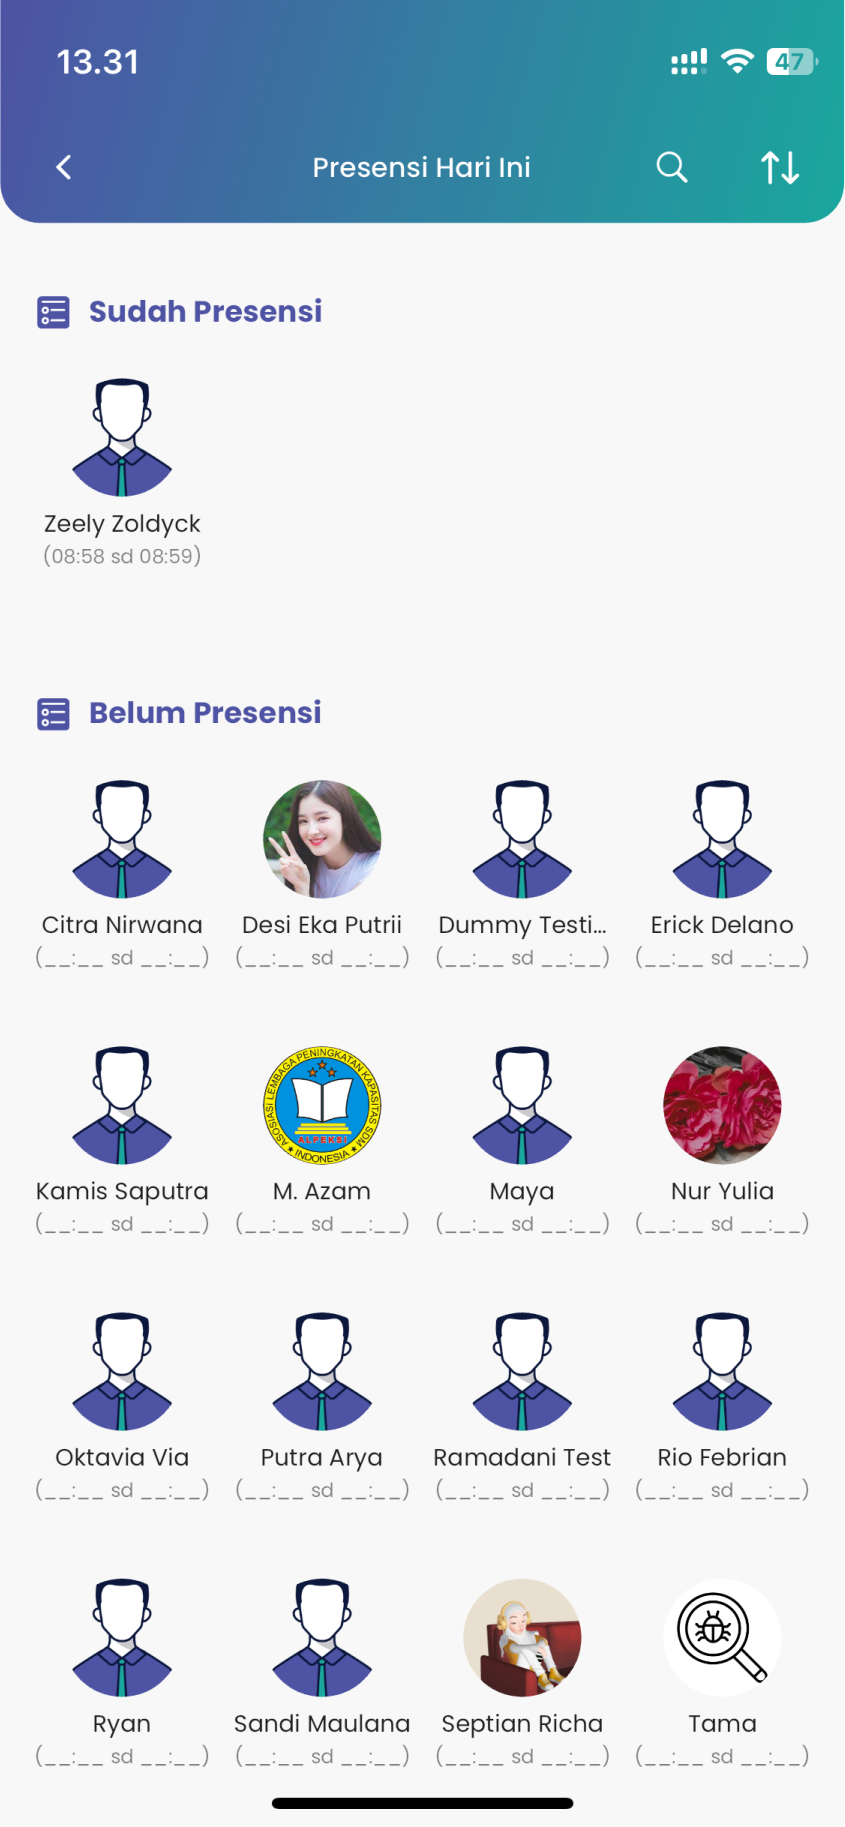 13.31
47
Presensi Hari Ini
Sudah Presensi
Zeely Zoldyck
(08:58 sd 08:59)
Belum Presensi
Citra Nirwana
(__:__ sd __:__)
Desi Eka Putrii
(__:__ sd __:__)
Dummy Testi...
(__:__ sd __:__)
Erick Delano
(__:__ sd __:__)
Kamis Saputra
(__:__ sd __:__)
ASOSIASI LEMBAGA PENINGKATAN KAPASITAS SDM
ALPEKSI
★ INDONESIA ★
M. Azam
(__:__ sd __:__)
Maya
(__:__ sd __:__)
Nur Yulia
(__:__ sd __:__)
Oktavia Via
(__:__ sd __:__)
Putra Arya
(__:__ sd __:__)
Ramadani Test
(__:__ sd __:__)
Rio Febrian
(__:__ sd __:__)
Ryan
(__:__ sd __:__)
Sandi Maulana
(__:__ sd __:__)
Septian Richa
(__:__ sd __:__)
Tama
(__:__ sd __:__)